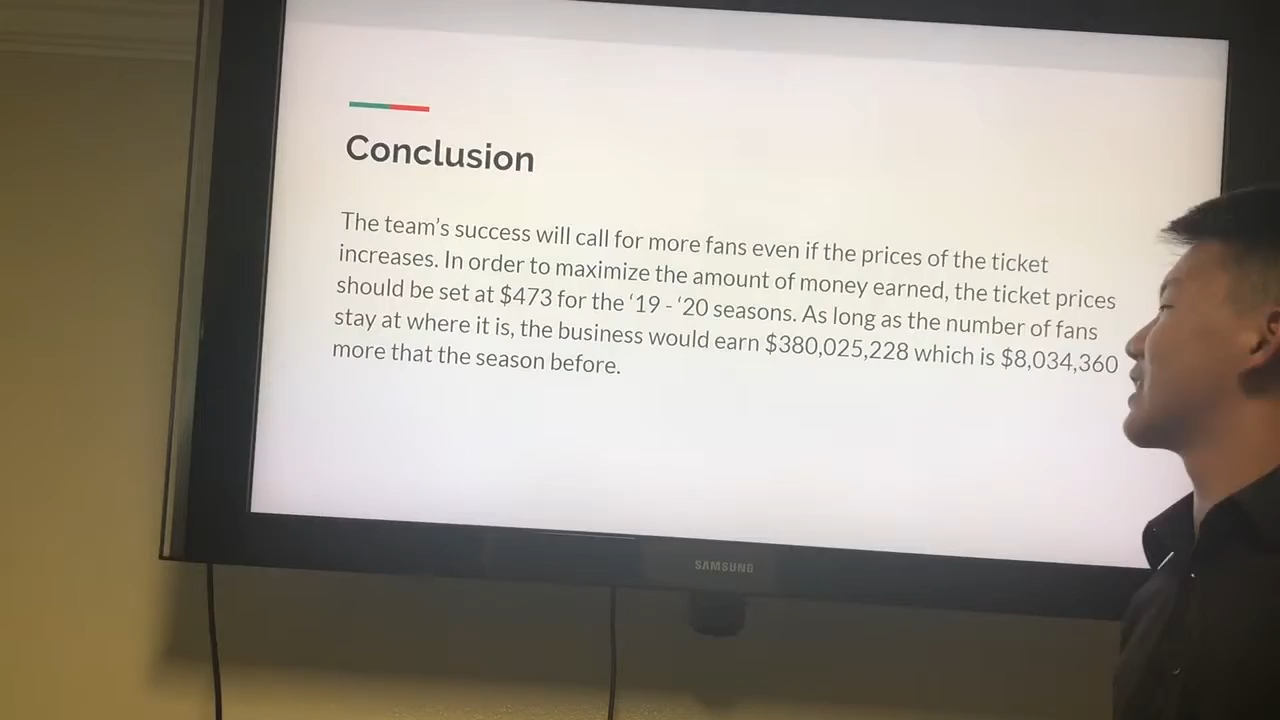 Conclusion
The team's success will call for more fans even if the prices of the ticket
increases. In order to maximize the amount of money earned, the ticket prices
should be set at $473 for the ‘19 - ‘20 seasons. As long as the number of fans
stay at where it is, the business would earn $380,025,228 which is $8,034,360
more that the season before.
SAMSUNG